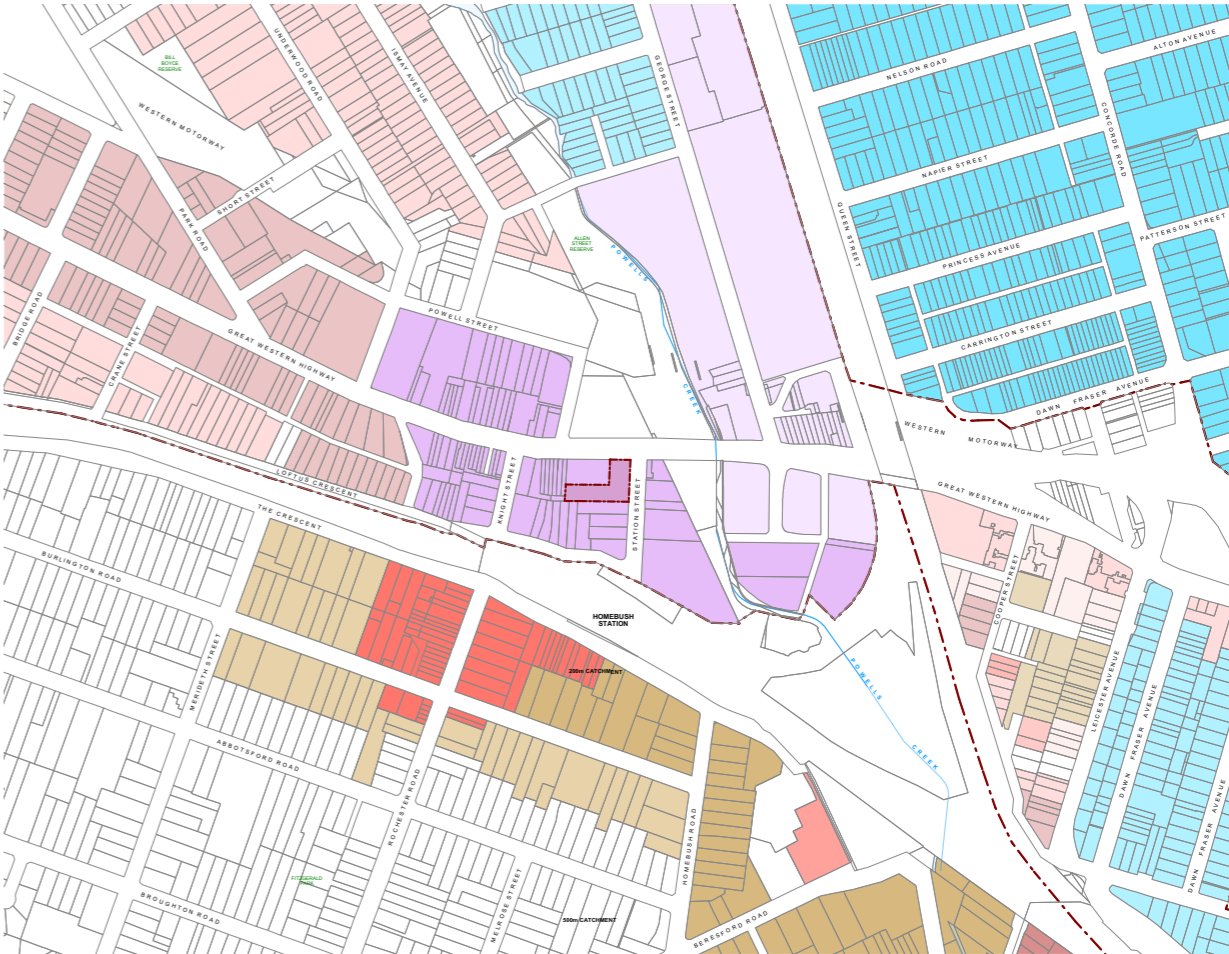 UNDERWOOD ROAD
ISMAY AVENUE
BILL
BOYCE
RESERVE
WESTERN MOTORWAY
GEORGE STREET
NELSON ROAD
ALTON AVENUE
CONCORDE ROAD
NAPIER STREET
SHORT STREET
PARK ROAD
ALLEN
STREET
RESERVE
POWELLS
CREEK
QUEEN STREET
PRINCESS AVENUE
PATTERSON STREET
BRIDGE ROAD
CRANE STREET
GREAT WESTERN HIGHWAY
POWELL STREET
CARRINGTON STREET
DAWN FRASER AVENUE
WESTERN MOTORWAY
LOFTUS CRESCENT
KNIGHT STREET
STATION STREET
GREAT WESTERN HIGHWAY
THE CRESCENT
BURLINGTON ROAD
COOPER STREET
HOMEBUSH
STATION
MERIDETH STREET
200m CATCHMENT
POWELLS
CREEK
LEICESTER AVENUE
DAWN FRASER AVENUE
ABBOTSFORD ROAD
ROCHESTER ROAD
HOMEBUSH ROAD
DAWN FRASER AVENUE
FITZGERALD
PARK
MELROSE STREET
BROUGHTON ROAD
500m CATCHMENT
BERESFORD ROAD